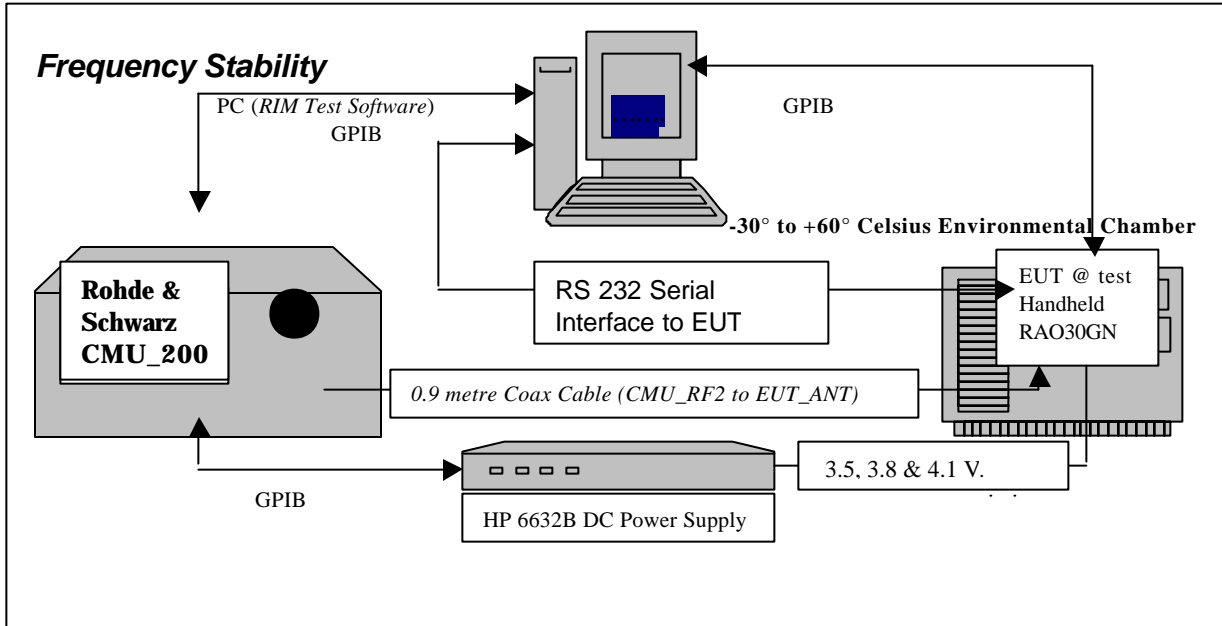 Frequency Stability
PC (RIM Test Software)
GPIB
GPIB
-30° to +60° Celsius Environmental Chamber
Rohde &
Schwarz
CMU_200
RS 232 Serial
Interface to EUT
EUT @ test
Handheld
RAO30GN
0.9 metre Coax Cable (CMU_RF2 to EUT_ANT)
3.5, 3.8 & 4.1 V.
GPIB
HP 6632B DC Power Supply